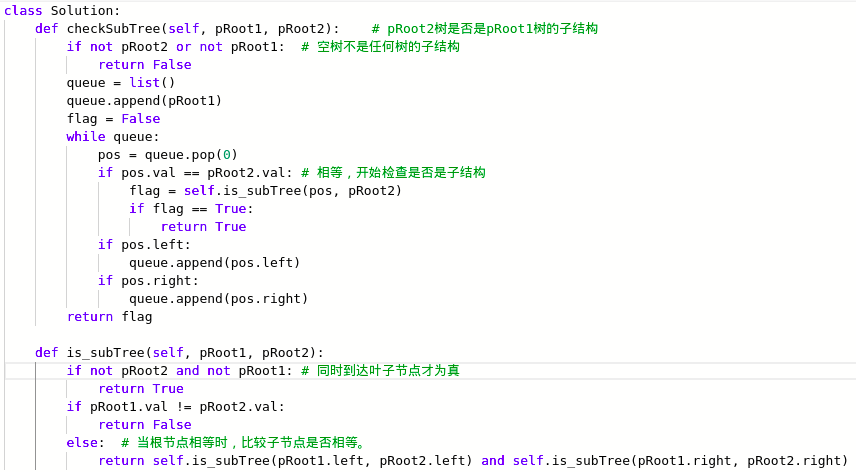 class Solution:
    def checkSubTree(self, pRoot1, pRoot2):    # pRoot2树是否是pRoot1树的子结构
        if not pRoot2 or not pRoot1:  # 空树不是任何树的子结构
            return False
        queue = list()
        queue.append(pRoot1)
        flag = False
        while queue:
            pos = queue.pop(0)
            if pos.val == pRoot2.val: # 相等，开始检查是否是子结构
                flag = self.is_subTree(pos, pRoot2)
                if flag == True:
                    return True
            if pos.left:
                queue.append(pos.left)
            if pos.right:
                queue.append(pos.right)
        return flag

    def is_subTree(self, pRoot1, pRoot2):
        if not pRoot2 and not pRoot1: # 同时到达叶子节点才为真
            return True
        if pRoot1.val != pRoot2.val:
            return False
        else:  # 当根节点相等时，比较子节点是否相等。
            return self.is_subTree(pRoot1.left, pRoot2.left) and self.is_subTree(pRoot1.right, pRoot2.right)